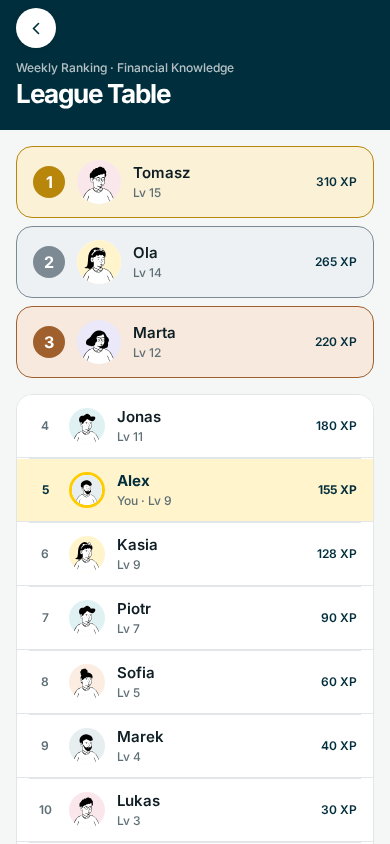 Weekly Ranking · Financial Knowledge
League Table
1
Tomasz
Lv 15
310 XP
2
Ola
Lv 14
265 XP
3
Marta
Lv 12
220 XP
4
Jonas
Lv 11
180 XP
5
Alex
You · Lv 9
155 XP
6
Kasia
Lv 9
128 XP
7
Piotr
Lv 7
90 XP
8
Sofia
Lv 5
60 XP
9
Marek
Lv 4
40 XP
10
Lukas
Lv 3
30 XP